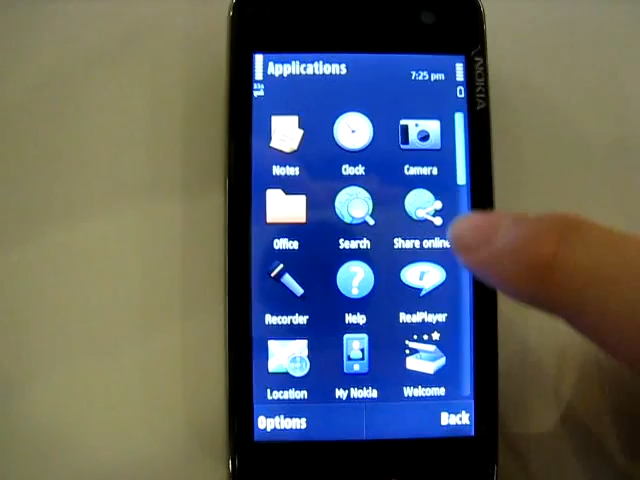 Applications
7:25 pm
NOKIA
Notes Clock Camera
Office Search Share online
Recorder Help RealPlayer
Location My Nokia Welcome
Options Back